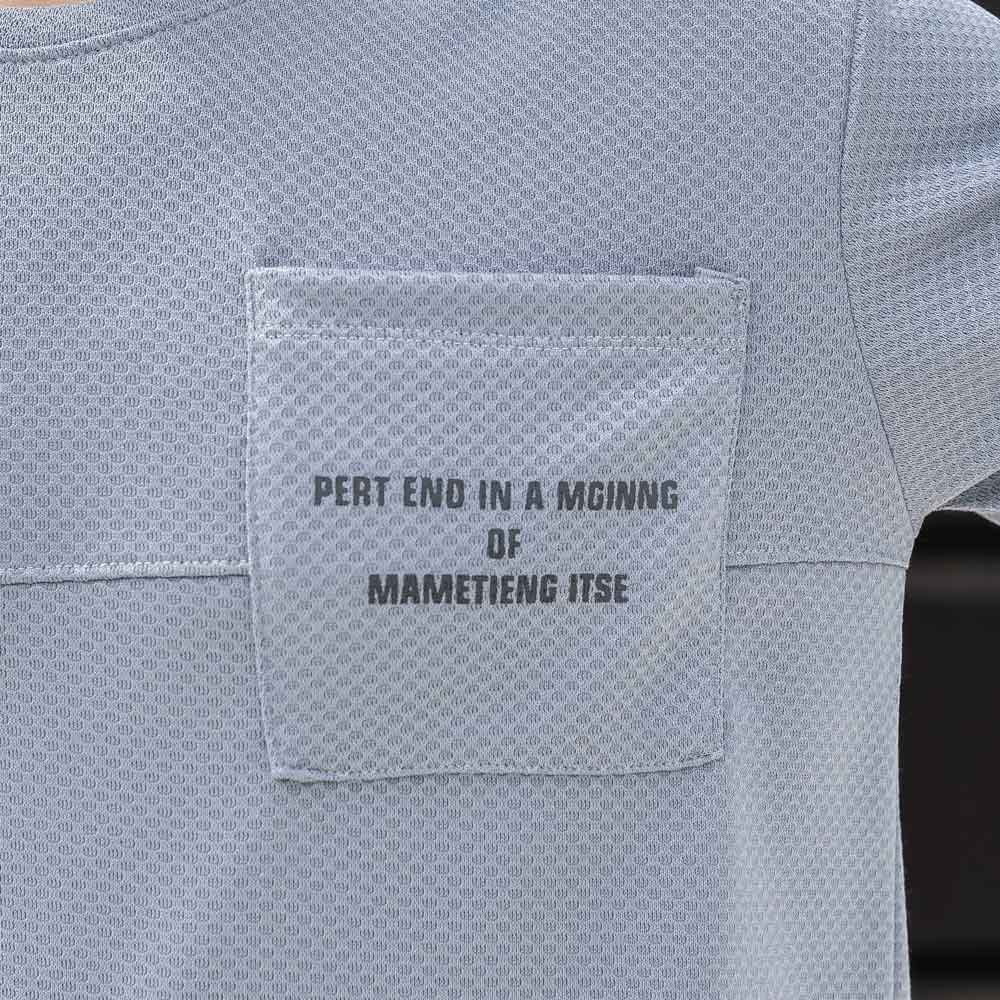 PERT END IN A MGINNG
OF
MAMETIENG ITSE